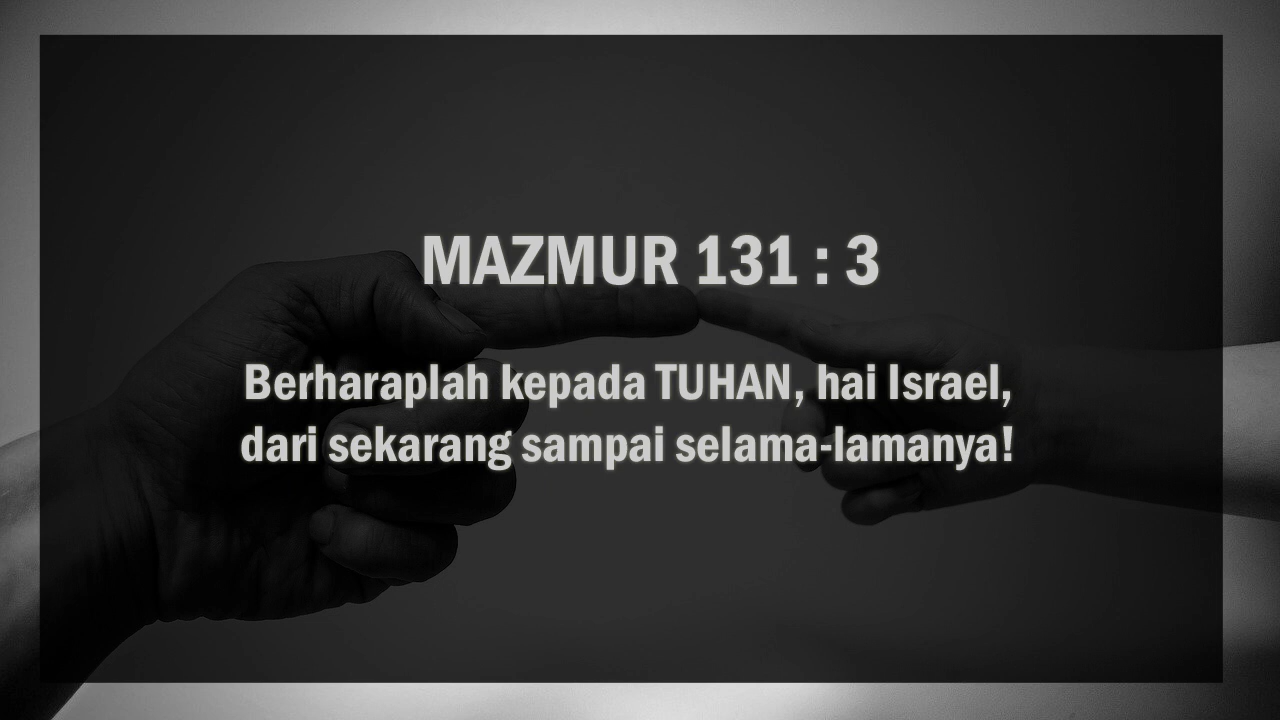 MAZMUR 131 : 3
Berharaplah kepada TUHAN, hai Israel,
dari sekarang sampai selama-lamanya!